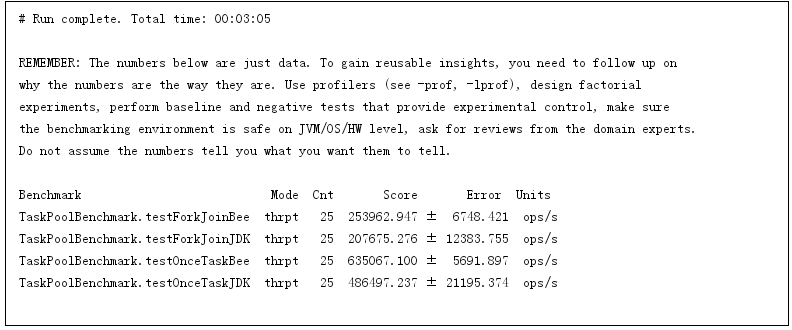 # Run complete. Total time: 00:03:05
REMEMBER: The numbers below are just data. To gain reusable insights, you need to follow up on
why the numbers are the way they are. Use profilers (see -prof, -lprof), design factorial
experiments, perform baseline and negative tests that provide experimental control, make sure
the benchmarking environment is safe on JVM/OS/HW level, ask for reviews from the domain experts.
Do not assume the numbers tell you what you want them to tell.
Benchmark Mode Cnt Score Error Units
TaskPoolBenchmark.testForkJoinBee thrpt 25 253962.947 ± 6748.421 ops/s
TaskPoolBenchmark.testForkJoinJDK thrpt 25 207675.276 ± 12383.755 ops/s
TaskPoolBenchmark.testOnceTaskBee thrpt 25 635067.100 ± 5691.897 ops/s
TaskPoolBenchmark.testOnceTaskJDK thrpt 25 486497.237 ± 21195.374 ops/s